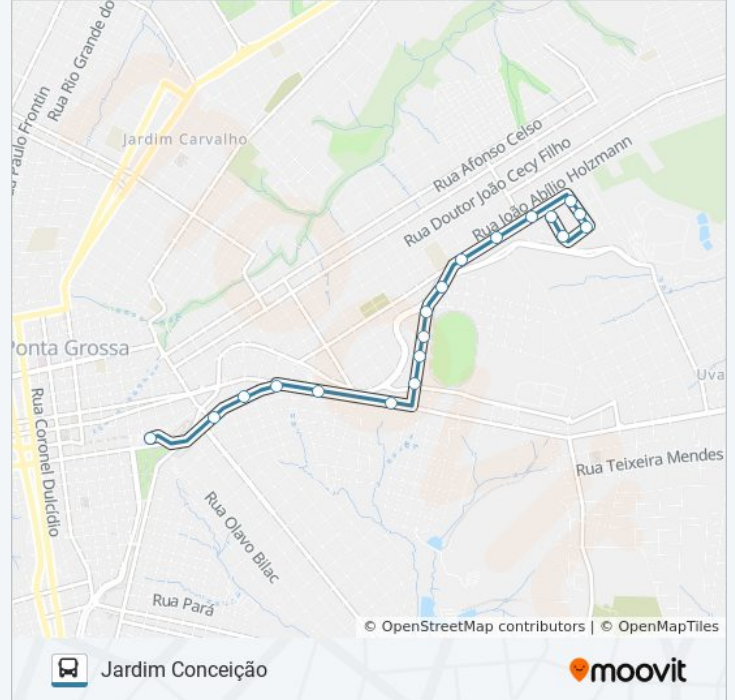 Rua Rio Grande do
Paulo Frontin
Jardim Carvalho
Rua Afonso Celso
Rua Doutor João Cecy Filho
Rua João Abílio Holzmann
Ponta Grossa
Uva
Rua Coronel Dulcídio
Rua Teixeira Mendes
Rua Olavo Bilac
Rua Pará
© OpenStreetMap contributors | © OpenMapTiles
Jardim Conceição
moovit